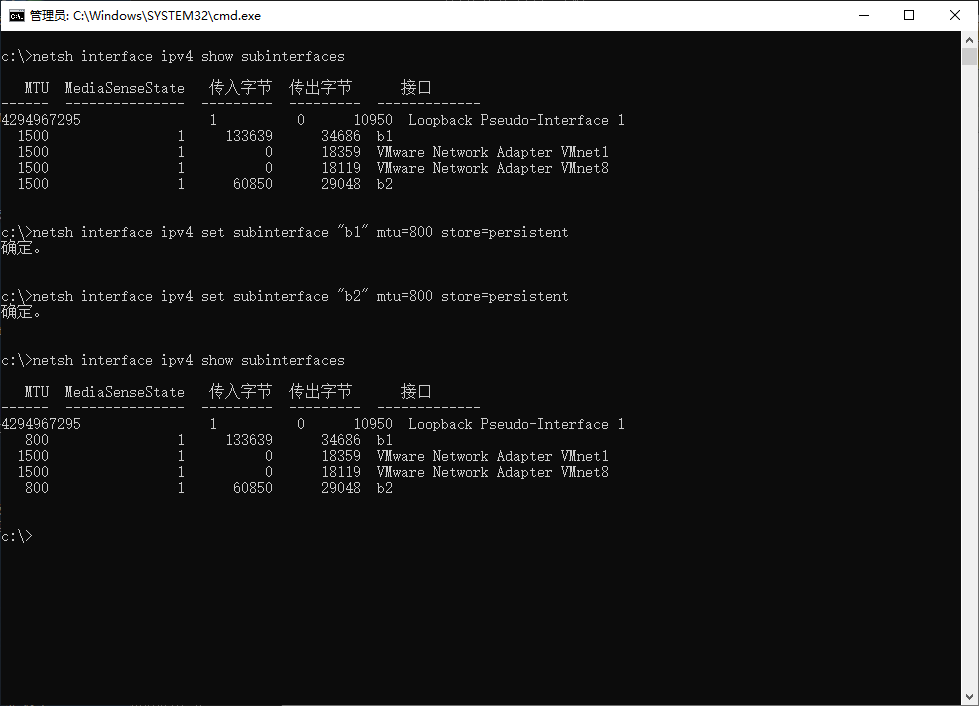 管理员: C:\Windows\SYSTEM32\cmd.exe
c:\>netsh interface ipv4 show subinterfaces
MTU  MediaSenseState   传入字节  传出字节      接口
------  ---------------  ---------  ---------  -------------
4294967295                1          0      10950  Loopback Pseudo-Interface 1
1500                1     133639      34686  b1
1500                1          0      18359  VMware Network Adapter VMnet1
1500                1          0      18119  VMware Network Adapter VMnet8
1500                1      60850      29048  b2
c:\>netsh interface ipv4 set subinterface "b1" mtu=800 store=persistent
确定。
c:\>netsh interface ipv4 set subinterface "b2" mtu=800 store=persistent
确定。
c:\>netsh interface ipv4 show subinterfaces
MTU  MediaSenseState   传入字节  传出字节      接口
------  ---------------  ---------  ---------  -------------
4294967295                1          0      10950  Loopback Pseudo-Interface 1
800                1     133639      34686  b1
1500                1          0      18359  VMware Network Adapter VMnet1
1500                1          0      18119  VMware Network Adapter VMnet8
800                1      60850      29048  b2
c:\>